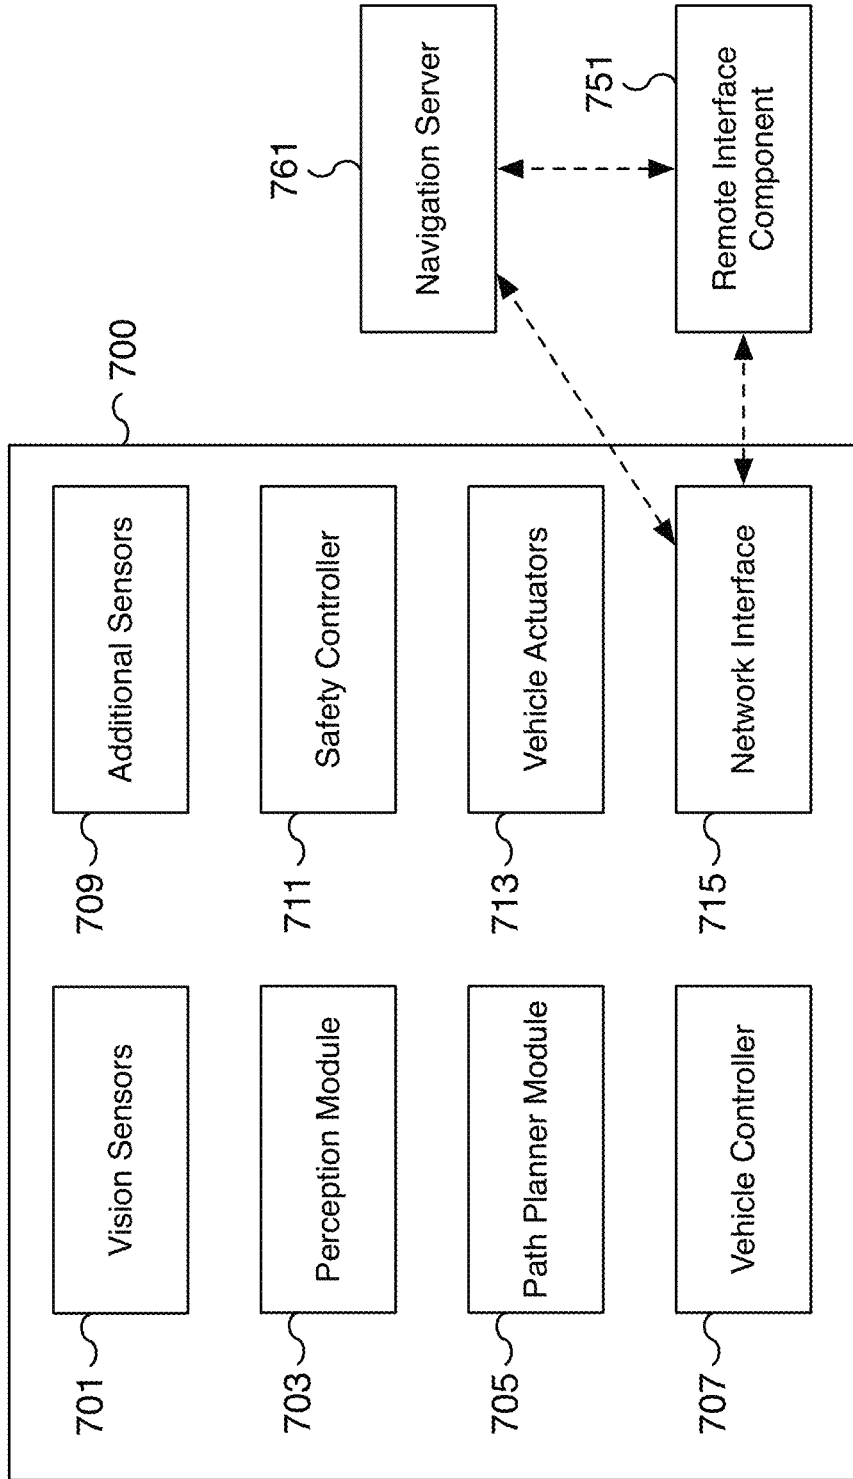 700
701
Vision Sensors
709
Additional Sensors
703
Perception Module
711
Safety Controller
761
Navigation Server
705
Path Planner Module
713
Vehicle Actuators
707
Vehicle Controller
715
Network Interface
751
Remote Interface
Component